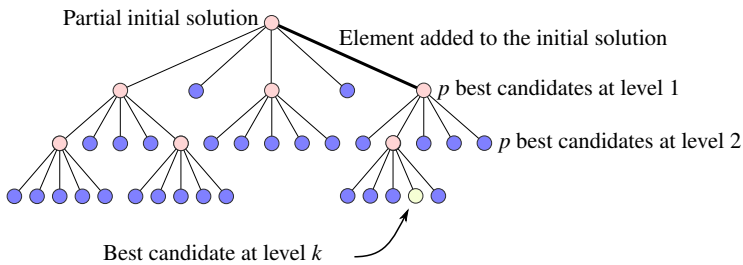 Partial initial solution
Element added to the initial solution
p best candidates at level 1
p best candidates at level 2
Best candidate at level k